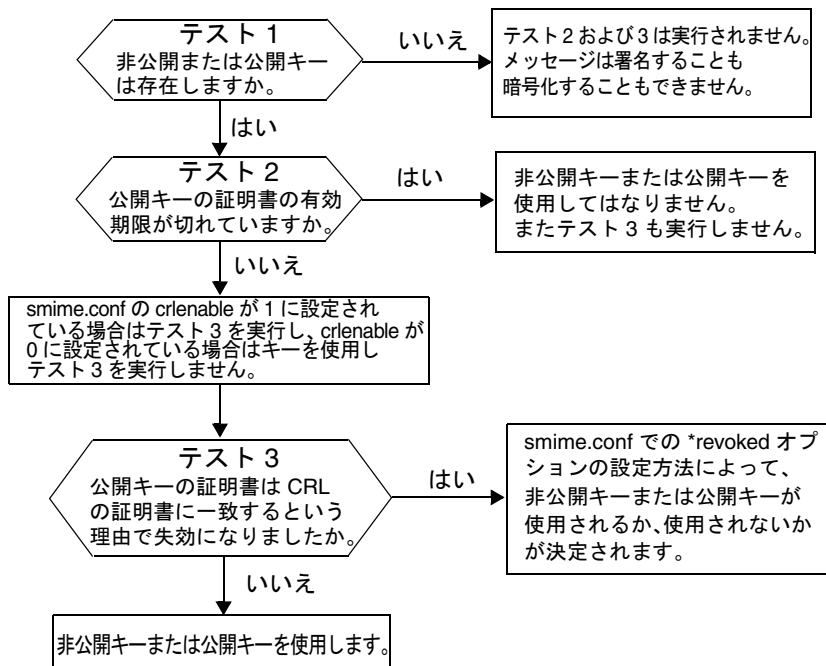 テスト 1
非公開または公開キー
は存在しますか。
いいえ
テスト 2 および 3 は実行されません。
メッセージは署名することも
暗号化することもできません。
はい
テスト 2
公開キーの証明書の有効
期限が切れていますか。
はい
非公開キーまたは公開キーを
使用してはなりません。
またテスト 3 も実行しません。
いいえ
smime.conf の crlenable が 1 に設定され
ている場合はテスト 3 を実行し、crlenable が
0 に設定されている場合はキーを使用し
テスト 3 を実行しません。
テスト 3
公開キーの証明書は CRL
の証明書に一致するという
理由で失効になりましたか。
はい
smime.conf での *revoked オプ
ションの設定方法によって、
非公開キーまたは公開キーが
使用されるか、使用されないか
が決定されます。
いいえ
非公開キーまたは公開キーを使用します。